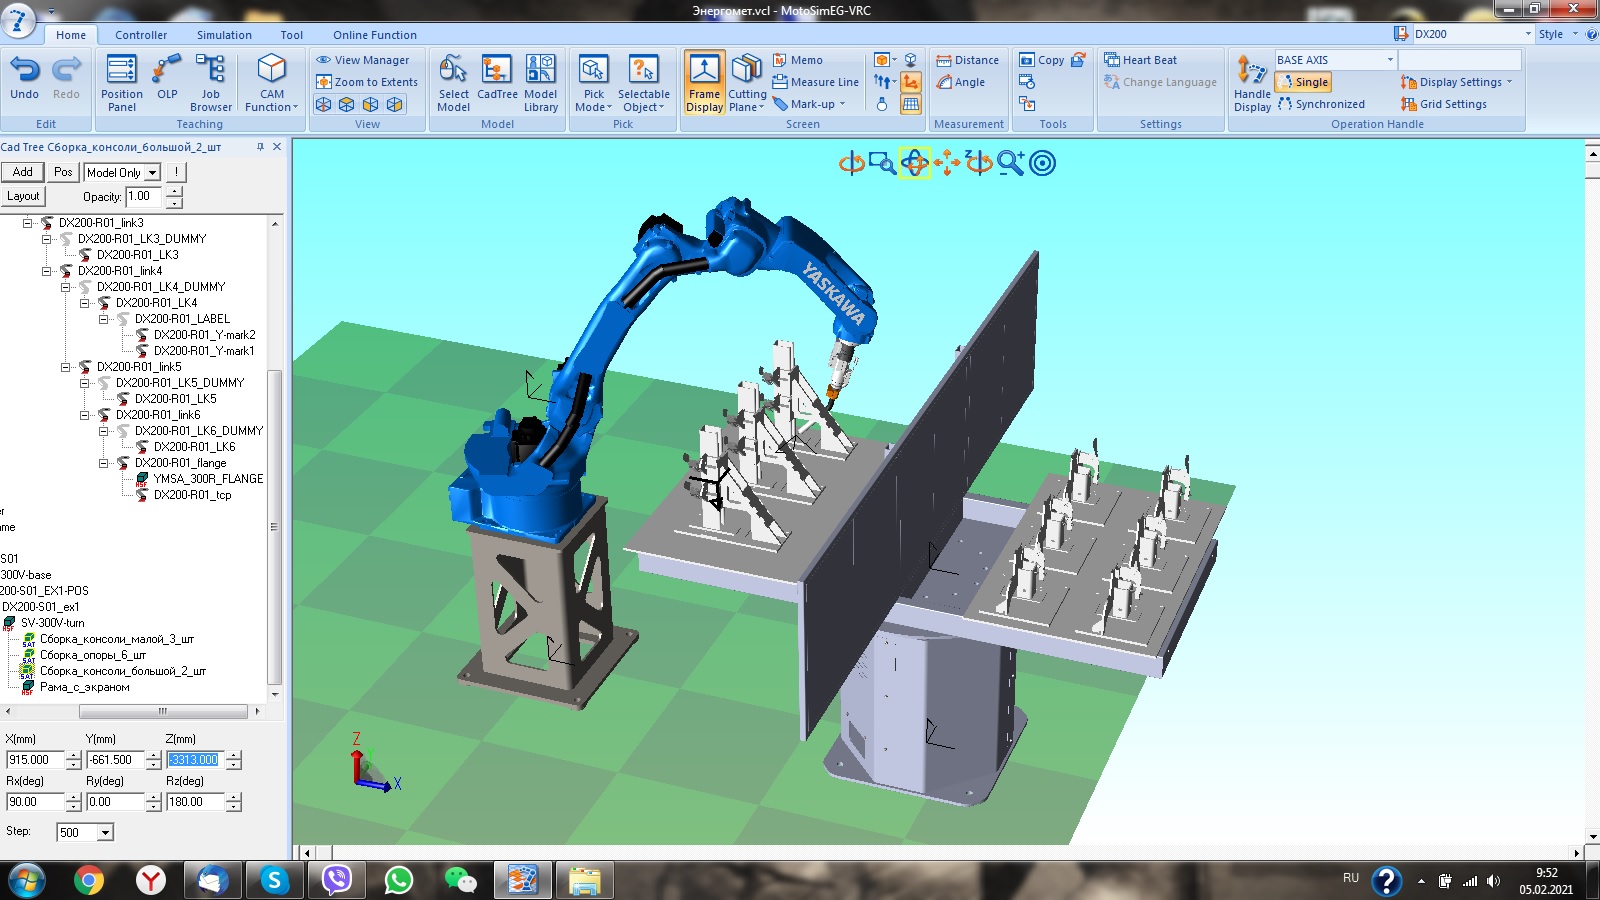 Энергомет.vcl - MotoSimEG-VRC
Home Controller Simulation Tool Online Function
DX200 Style
Undo Redo
Edit
Position Panel OLP Job Browser CAM Function
Teaching
View Manager
Zoom to Extents
View
Select Model CadTree Model Library
Model
Pick Mode Selectable Object
Pick
Frame Display Cutting Plane
Memo
Measure Line
Mark-up
Screen
Distance
Angle
Measurement
Copy
Tools
Heart Beat
Change Language
Settings
Handle Display
BASE AXIS
Single
Synchronized
Display Settings
Grid Settings
Operation Handle
Cad Tree Сборка_консоли_большой_2_шт
Add Pos Model Only !
Layout Opacity: 1.00
DX200-R01_link3
DX200-R01_LK3_DUMMY
DX200-R01_LK3
DX200-R01_link4
DX200-R01_LK4_DUMMY
DX200-R01_LK4
DX200-R01_LABEL
DX200-R01_Y-mark2
DX200-R01_Y-mark1
DX200-R01_link5
DX200-R01_LK5_DUMMY
DX200-R01_LK5
DX200-R01_link6
DX200-R01_LK6_DUMMY
DX200-R01_LK6
DX200-R01_flange
YMSA_300R_FLANGE
DX200-R01_tcp
er
ame
S01
300V-base
200-S01_EX1-POS
DX200-S01_ex1
SV-300V-turn
Сборка_консоли_малой_3_шт
Сборка_опоры_6_шт
Сборка_консоли_большой_2_шт
Рама_с_экраном
X(mm) Y(mm) Z(mm)
915.000 -661.500 -3313.000
Rx(deg) Ry(deg) Rz(deg)
90.00 0.00 180.00
Step: 500
YASKAWA
Z
Y
X
RU
9:52
05.02.2021